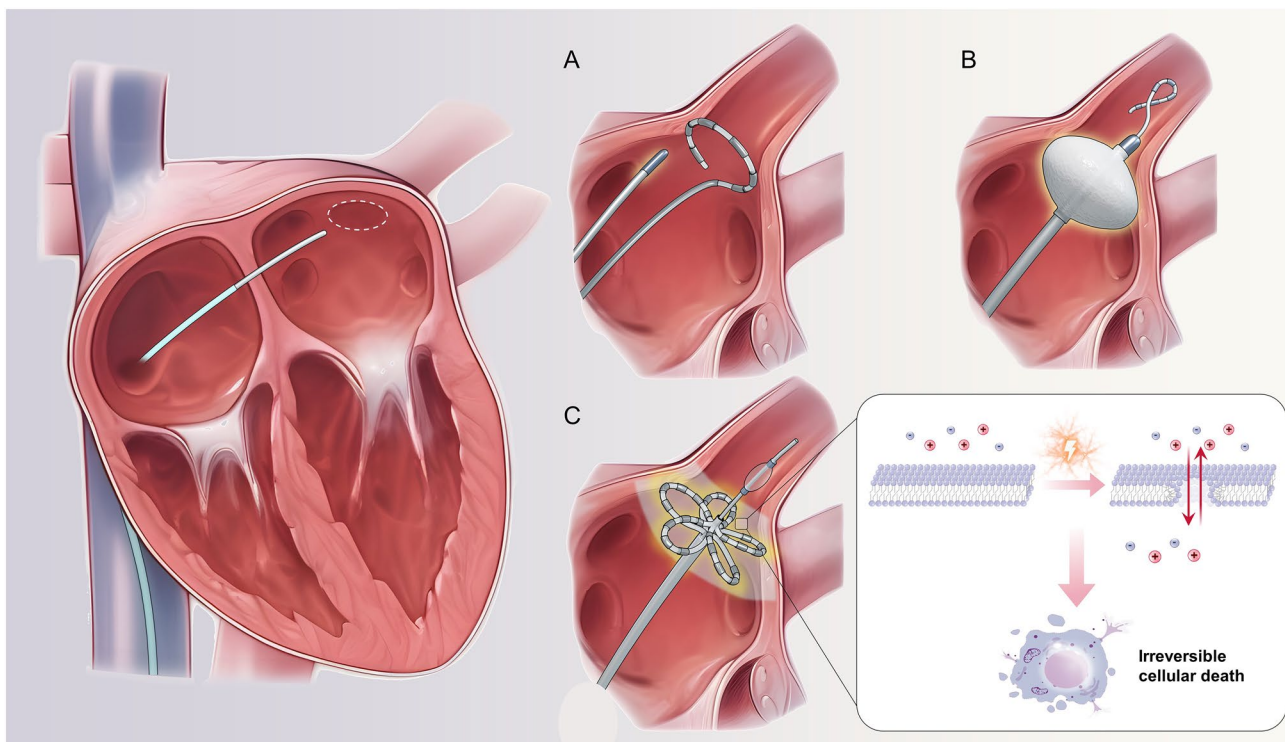 A
B
C
- + + - + -
- + + - + -
- + - +
Irreversible
cellular death